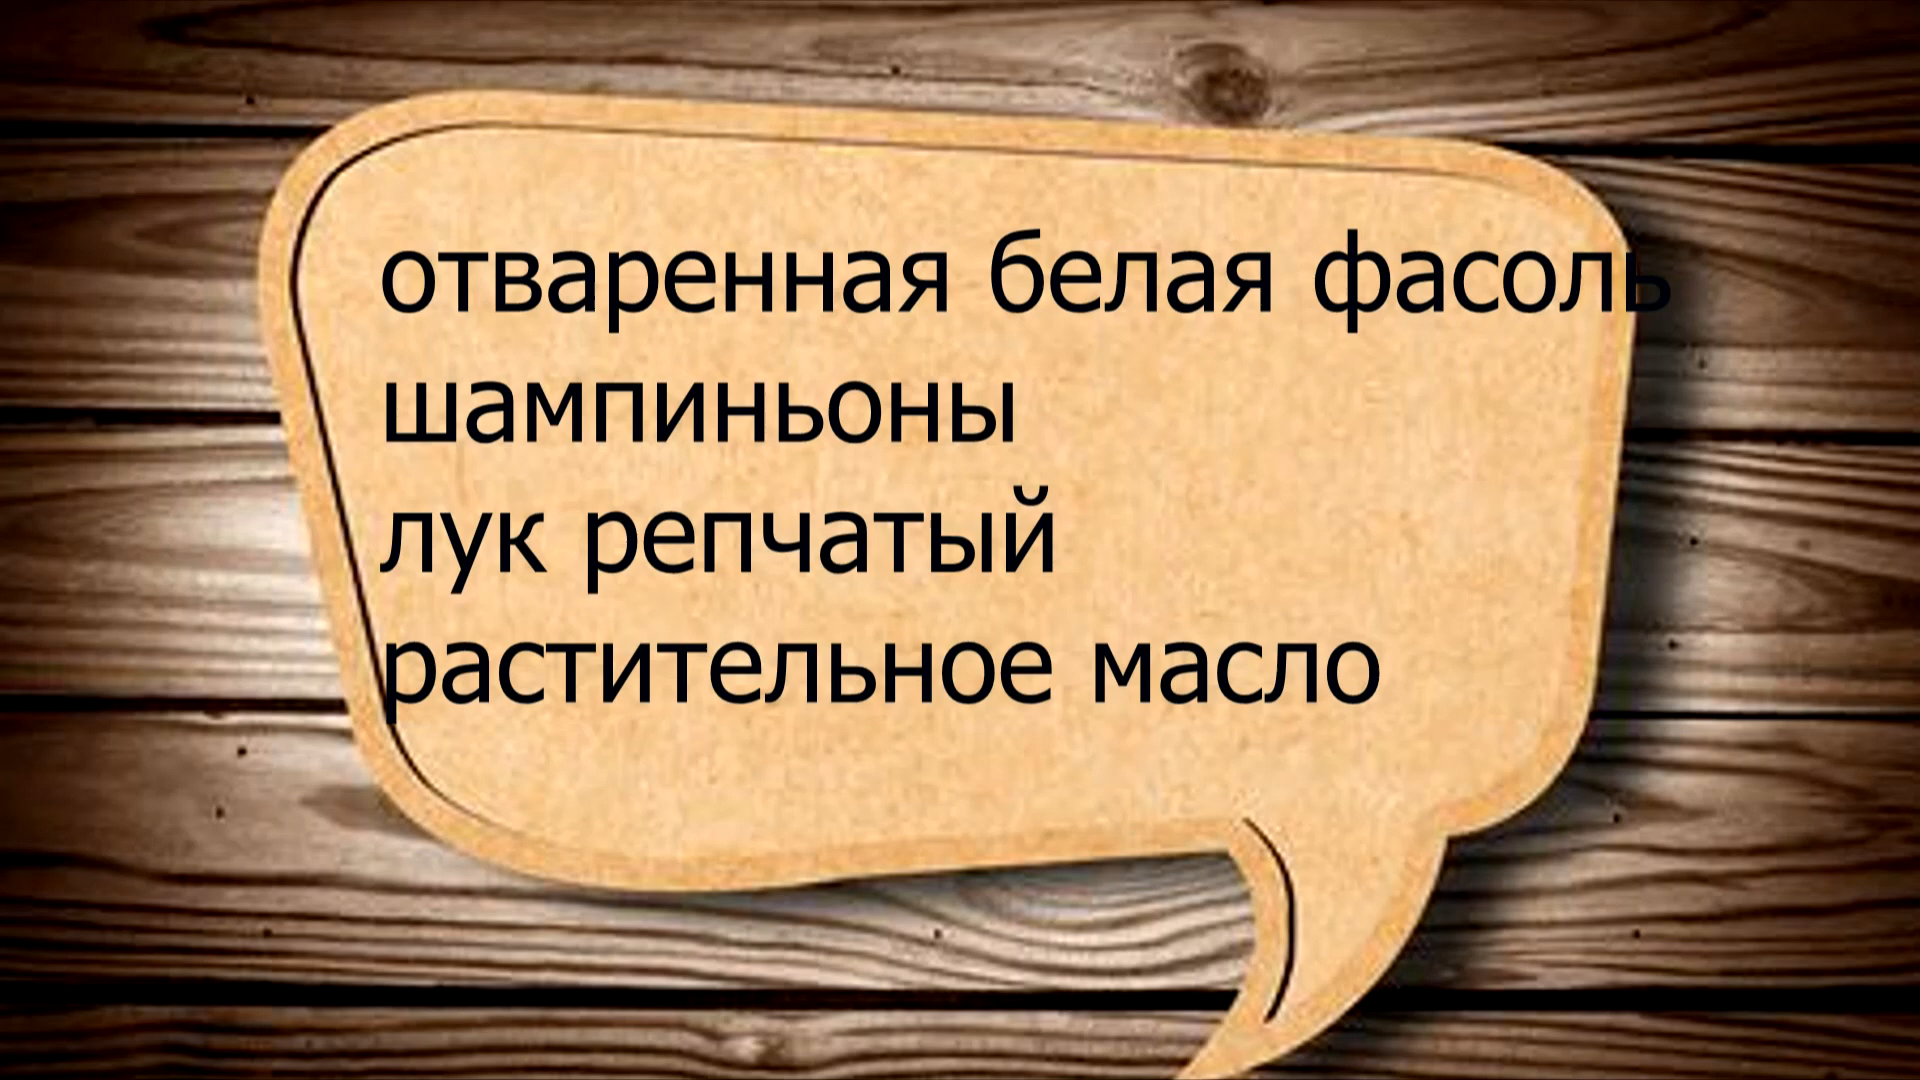 отваренная белая фасоль
шампиньоны
лук репчатый
растительное масло